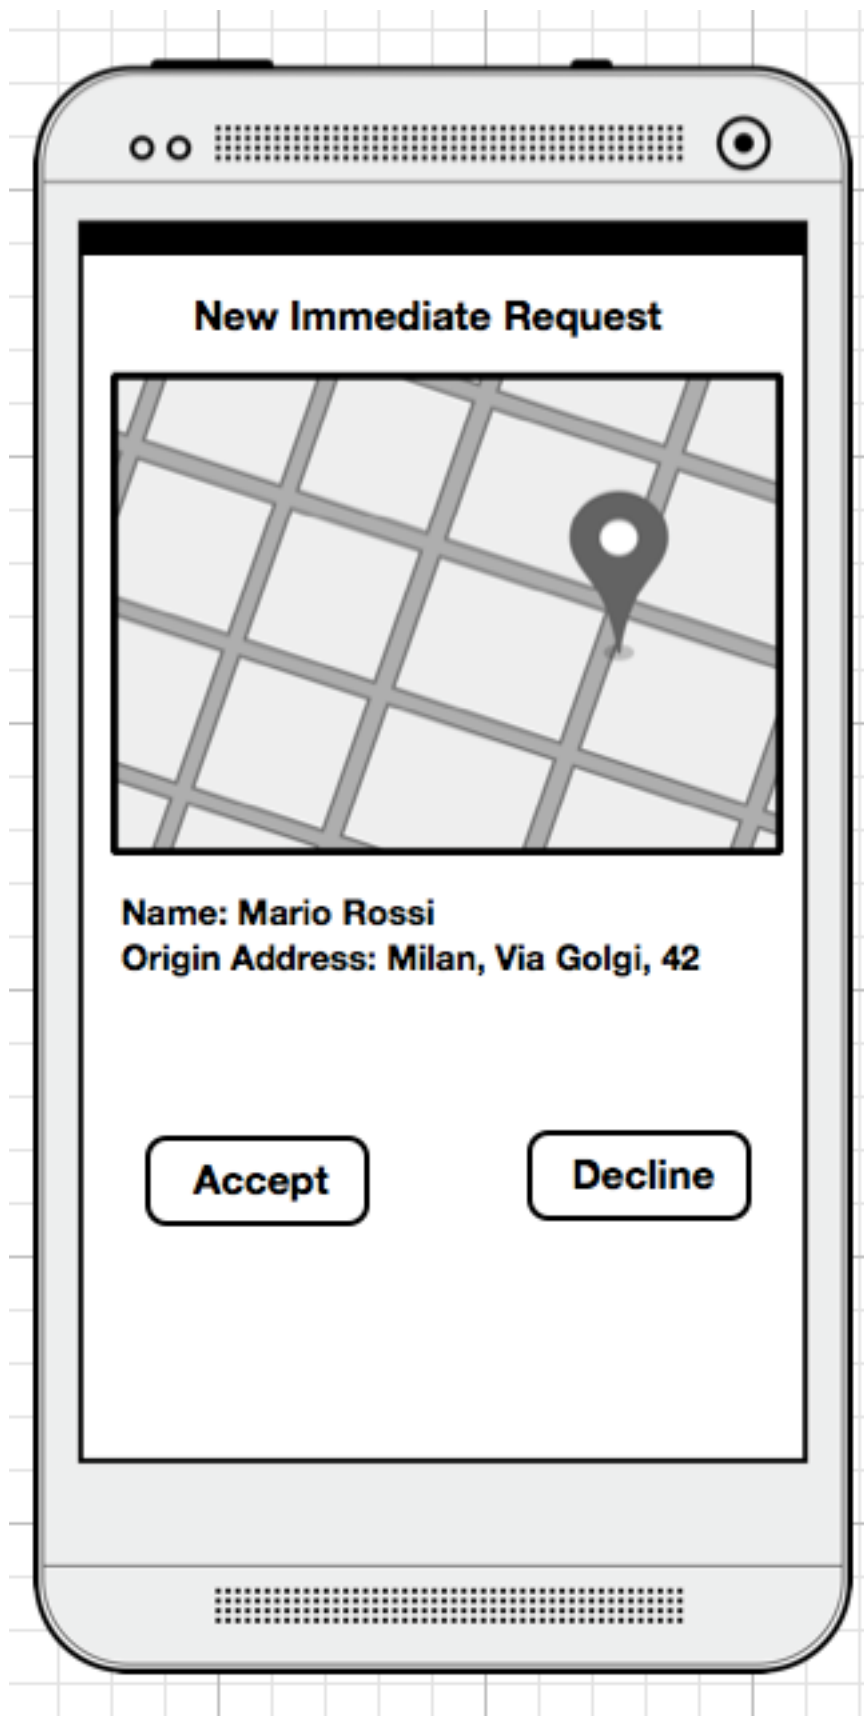 New Immediate Request
Name: Mario Rossi
Origin Address: Milan, Via Golgi, 42
Accept
Decline